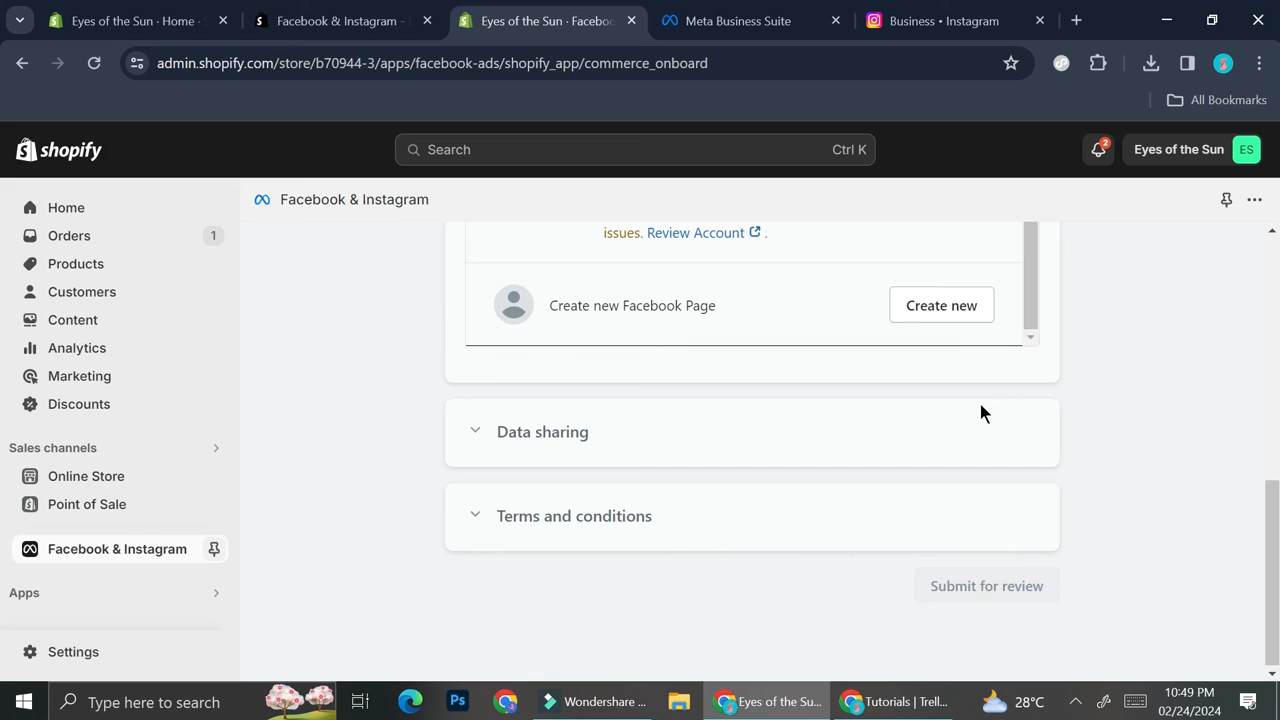 Eyes of the Sun - Home -
Facebook & Instagram -
Eyes of the Sun · Faceboo
Meta Business Suite
Business • Instagram
admin.shopify.com/store/b70944-3/apps/facebook-ads/shopify_app/commerce_onboard
All Bookmarks
shopify
Search
Ctrl K
2
Eyes of the Sun
ES
Home
Orders
1
Products
Customers
Content
Analytics
Marketing
Discounts
Sales channels
Online Store
Point of Sale
Facebook & Instagram
Apps
Settings
Facebook & Instagram
issues. Review Account .
Create new Facebook Page
Create new
Data sharing
Terms and conditions
Submit for review
Type here to search
Ps
Wondershare ...
Eyes of the Su...
Tutorials | Trell...
28°C
10:49 PM
02/24/2024